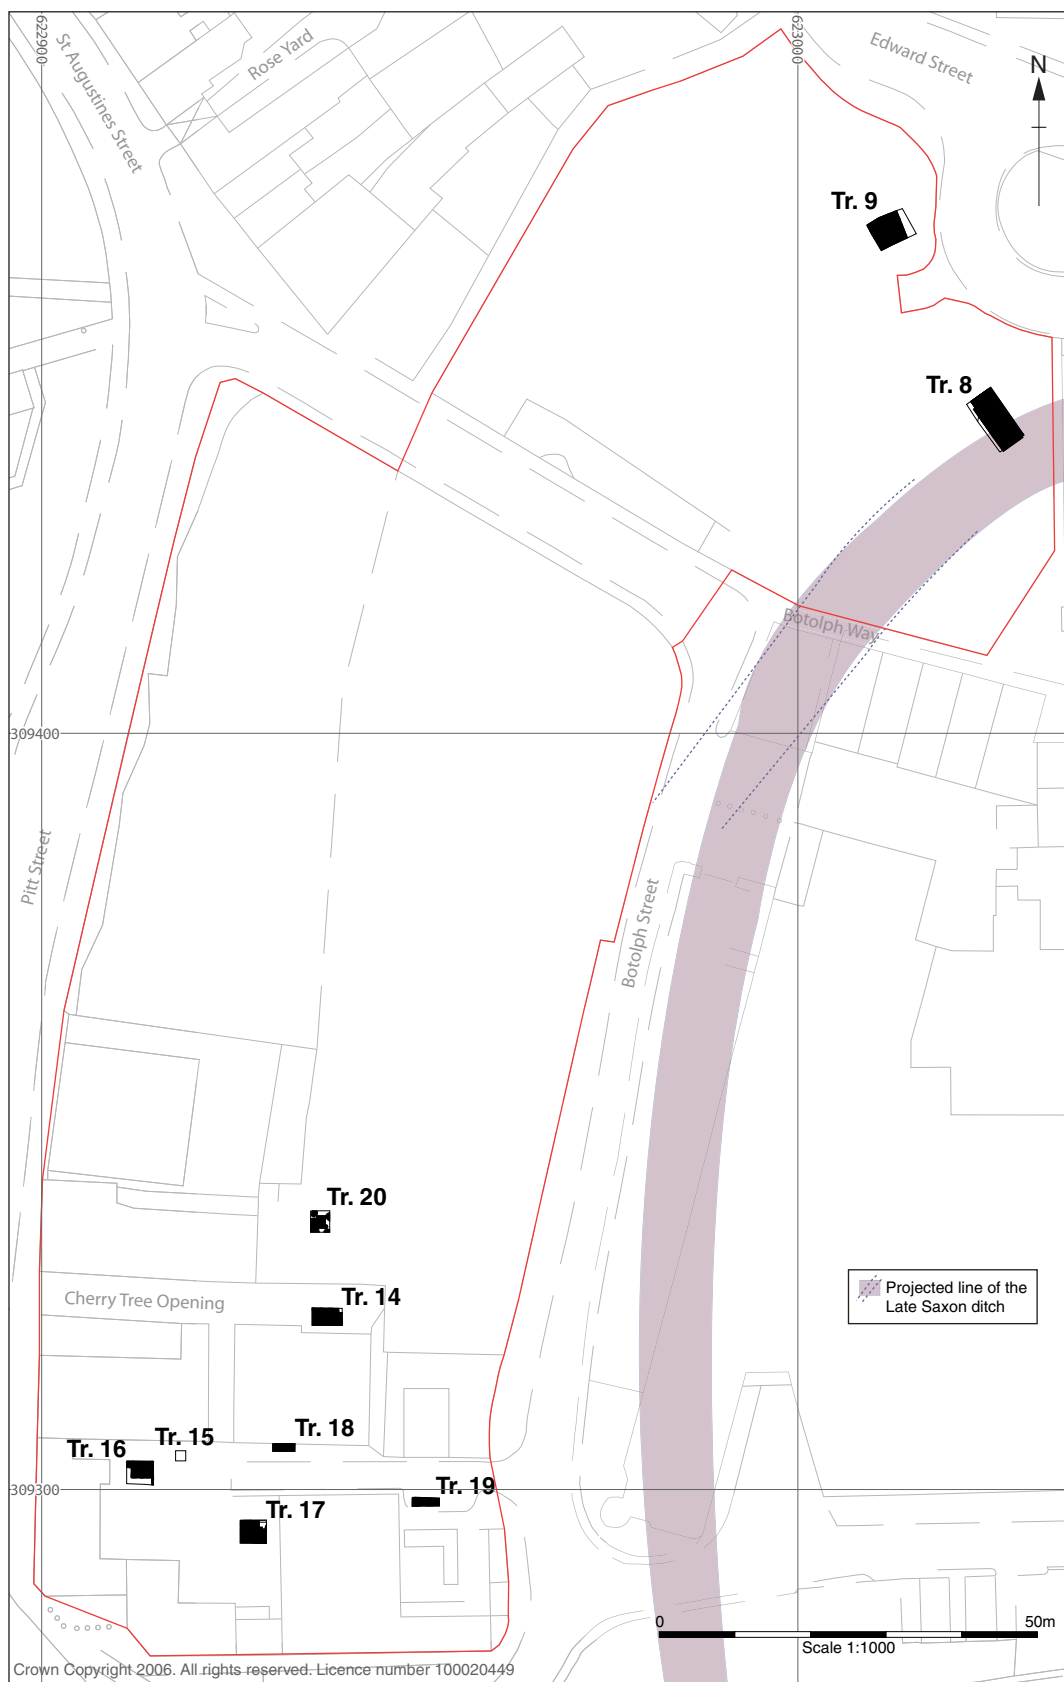 622900
623000
St Augustines Street
Rose Yard
Edward Street
N
Tr. 9
Tr. 8
Botolph Way
309400
Pitt Street
Botolph Street
Tr. 20
Cherry Tree Opening
Tr. 14
Projected line of the
Late Saxon ditch
Tr. 18
Tr. 15
Tr. 16
Tr. 19
309300
Tr. 17
0
50m
Scale 1:1000
Crown Copyright 2006. All rights reserved. Licence number 100020449